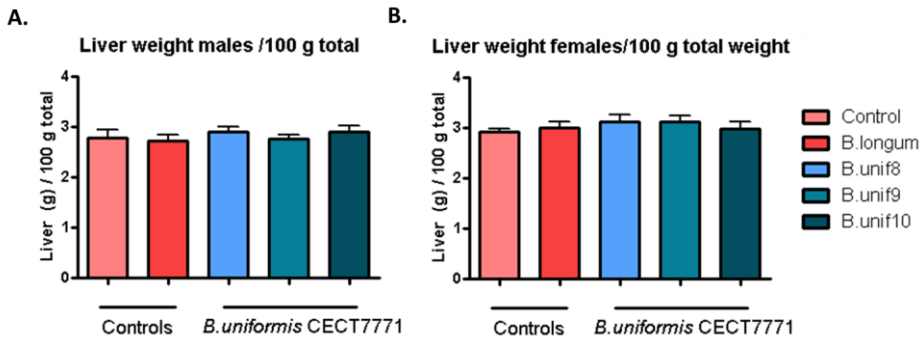 A.
Liver weight males /100 g total
Liver (g) / 100 g total
4
3
2
1
0
Controls
B.uniformis CECT7771
B.
Liver weight females/100 g total weight
Liver (g) / 100 g total
4
3
2
1
0
Controls
B.uniformis CECT7771
Control
B.longum
B.unif8
B.unif9
B.unif10